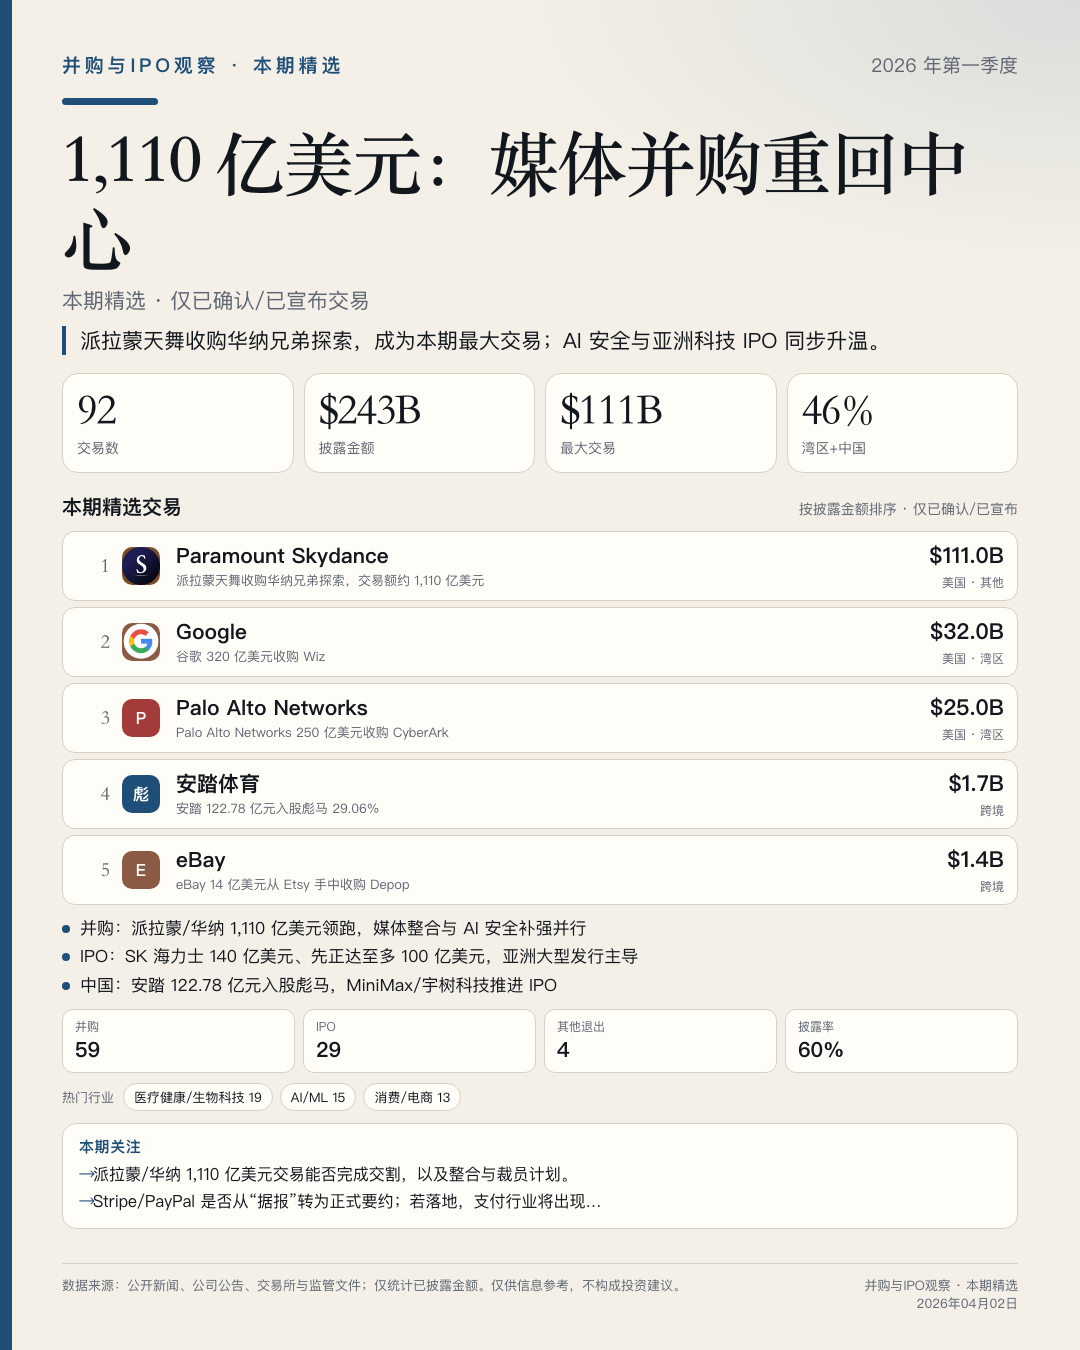 并购与IPO观察 · 本期精选
2026 年第一季度
1,110 亿美元：媒体并购重回中
心
本期精选 · 仅已确认/已宣布交易
派拉蒙天舞收购华纳兄弟探索，成为本期最大交易；AI 安全与亚洲科技 IPO 同步升温。
92
交易数
$243B
披露金额
$111B
最大交易
46%
湾区+中国
本期精选交易
按披露金额排序 · 仅已确认/已宣布
1
S
Paramount Skydance
派拉蒙天舞收购华纳兄弟探索，交易额约 1,110 亿美元
$111.0B
美国 · 其他
2
G
Google
谷歌 320 亿美元收购 Wiz
$32.0B
美国 · 湾区
3
P
Palo Alto Networks
Palo Alto Networks 250 亿美元收购 CyberArk
$25.0B
美国 · 湾区
4
彪
安踏体育
安踏 122.78 亿元入股彪马 29.06%
$1.7B
跨境
5
E
eBay
eBay 14 亿美元从 Etsy 手中收购 Depop
$1.4B
跨境
并购：派拉蒙/华纳 1,110 亿美元领跑，媒体整合与 AI 安全补强并行
IPO：SK 海力士 140 亿美元、先正达至多 100 亿美元，亚洲大型发行主导
中国：安踏 122.78 亿元入股彪马，MiniMax/宇树科技推进 IPO
并购
59
IPO
29
其他退出
4
披露率
60%
热门行业
医疗健康/生物科技 19
AI/ML 15
消费/电商 13
本期关注
→派拉蒙/华纳 1,110 亿美元交易能否完成交割，以及整合与裁员计划。
→Stripe/PayPal 是否从“据报”转为正式要约；若落地，支付行业将出现…
数据来源：公开新闻、公司公告、交易所与监管文件；仅统计已披露金额。仅供信息参考，不构成投资建议。
并购与IPO观察 · 本期精选
2026年04月02日